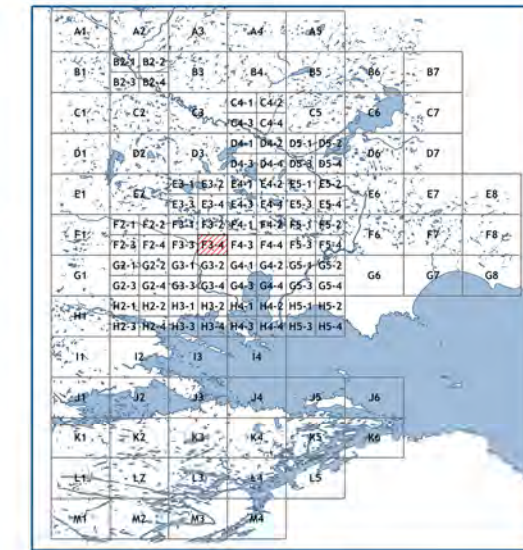 A1 A2 A3 A4 A5
B2-1 B2-2
B1 B3 B4 B5 B6 B7
B2-3 B2-4
C4-1 C4-2
C1 C2 C3 C5 C6 C7
C4-3 C4-4
D4-1 D4-2 D5-1 D5-2
D1 D2 D3 D6 D7
D4-3 D4-4 D5-3 D5-4
E3-1 E3-2 E4-1 E4-2 E5-1 E5-2
E1 E2 E6 E7 E8
E3-3 E3-4 E4-3 E4-4 E5-3 E5-4
F2-1 F2-2 F3-1 F3-2 F4-1 F4-2 F5-1 F5-2
F1 F6 F7 F8
F2-3 F2-4 F3-3 F3-4 F4-3 F4-4 F5-3 F5-4
G2-1 G2-2 G3-1 G3-2 G4-1 G4-2 G5-1 G5-2
G1 G6 G7 G8
G2-3 G2-4 G3-3 G3-4 G4-3 G4-4 G5-3 G5-4
H2-1 H2-2 H3-1 H3-2 H4-1 H4-2 H5-1 H5-2
H1
H2-3 H2-4 H3-3 H3-4 H4-3 H4-4 H5-3 H5-4
I1 I2 I3 I4
J1 J2 J3 J4 J5 J6
K1 K2 K3 K4 K5 K6
L1 L2 L3 L4 L5
M1 M2 M3 M4